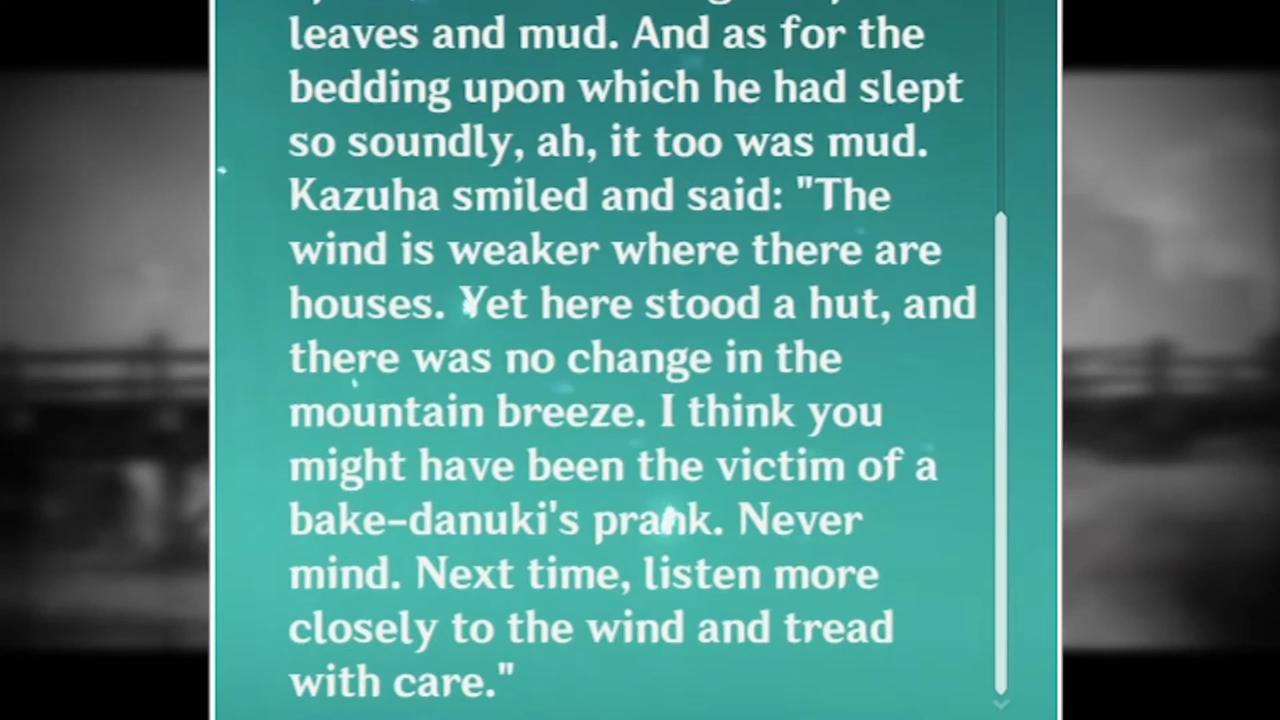 leaves and mud. And as for the
bedding upon which he had slept
so soundly, ah, it too was mud.
Kazuha smiled and said: "The
wind is weaker where there are
houses. Yet here stood a hut, and
there was no change in the
mountain breeze. I think you
might have been the victim of a
bake-danuki's prank. Never
mind. Next time, listen more
closely to the wind and tread
with care."